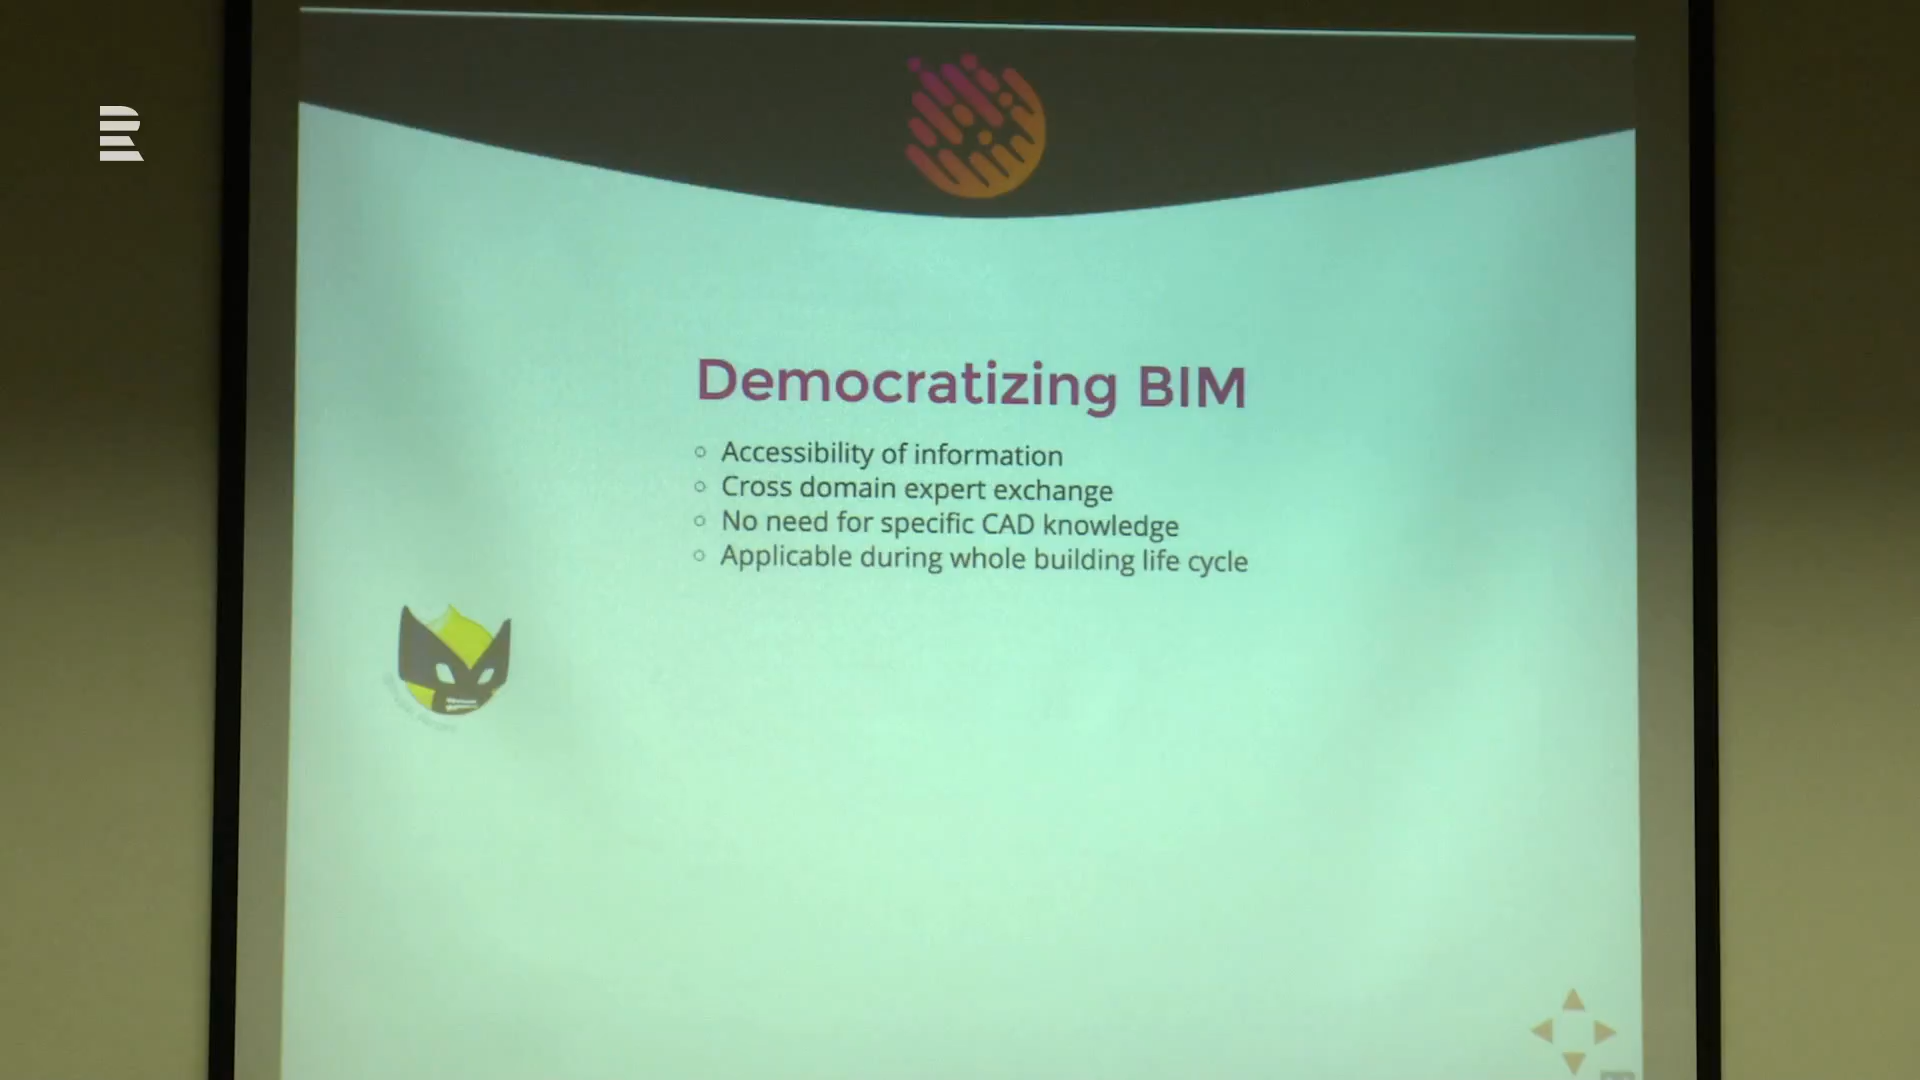 Democratizing BIM
Accessibility of information
Cross domain expert exchange
No need for specific CAD knowledge
Applicable during whole building life cycle